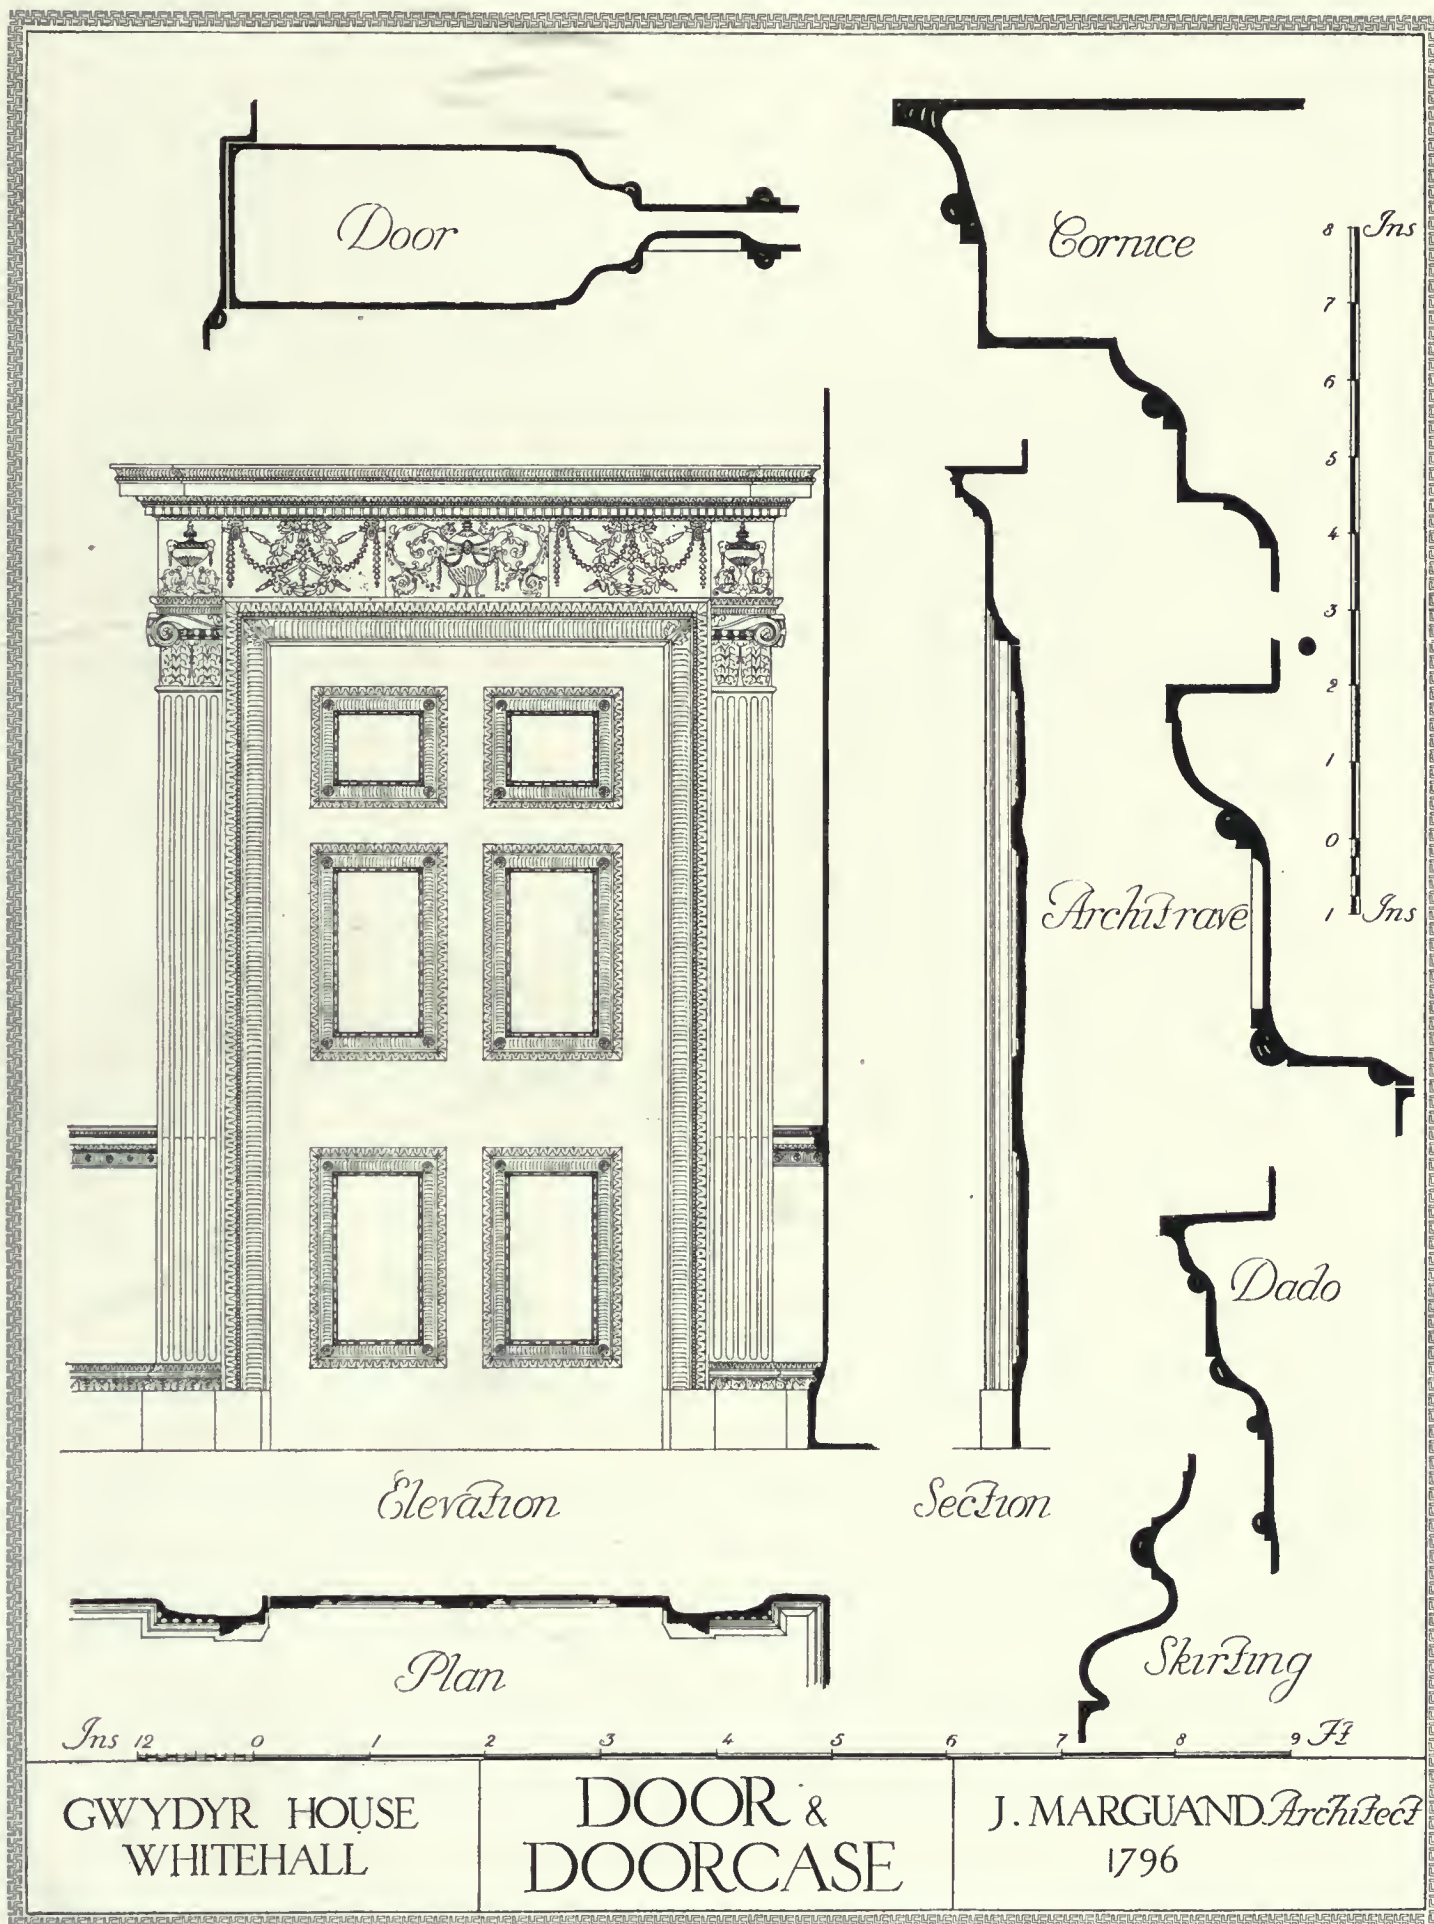 Door
Cornice
8 Ins
7
6
5
4
3
2
1
0
1 Ins
Architrave
Dado
Elevation
Section
Skirting
Plan
Ins 12 0 1 2 3 4 5 6 7 8 9 Ft
GWYDYR HOUSE
WHITEHALL
DOOR &
DOORCASE
J. MARGUAND Architect
1796